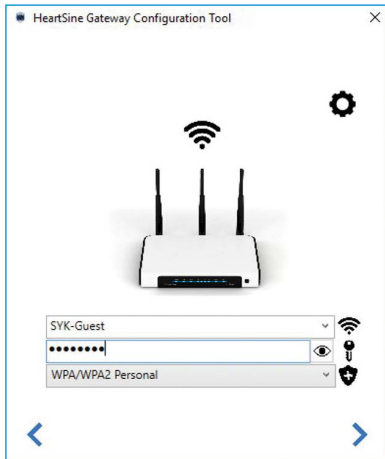 HeartSine Gateway Configuration Tool
SYK-Guest
••••••••
WPA/WPA2 Personal